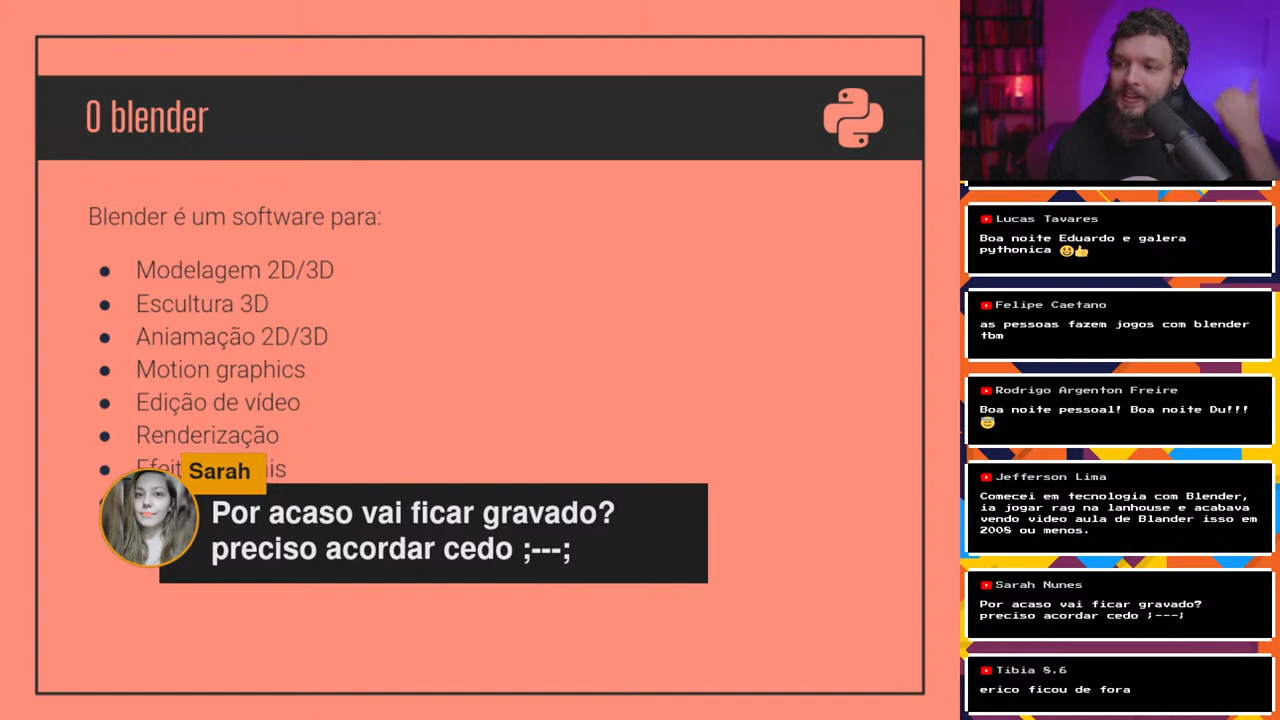 O blender
Blender é um software para:
Modelagem 2D/3D
Escultura 3D
Aniamação 2D/3D
Motion graphics
Edição de vídeo
Renderização
Sarah
Por acaso vai ficar gravado?
preciso acordar cedo ;---;
Lucas Tavares
Boa noite Eduardo e galera
pythonica 😃👍
Felipe Caetano
as pessoas fazem jogos com blender
tbm
Rodrigo Argenton Freire
Boa noite pessoal! Boa noite Du!!!
😇
Jefferson Lima
Comecei em tecnologia com Blender,
ia jogar rag na lanhouse e acabava
vendo video aula de Blander isso em
2008 ou menos.
Sarah Nunes
Por acaso vai ficar gravado?
preciso acordar cedo ;---;
Tibia 8.6
erico ficou de fora